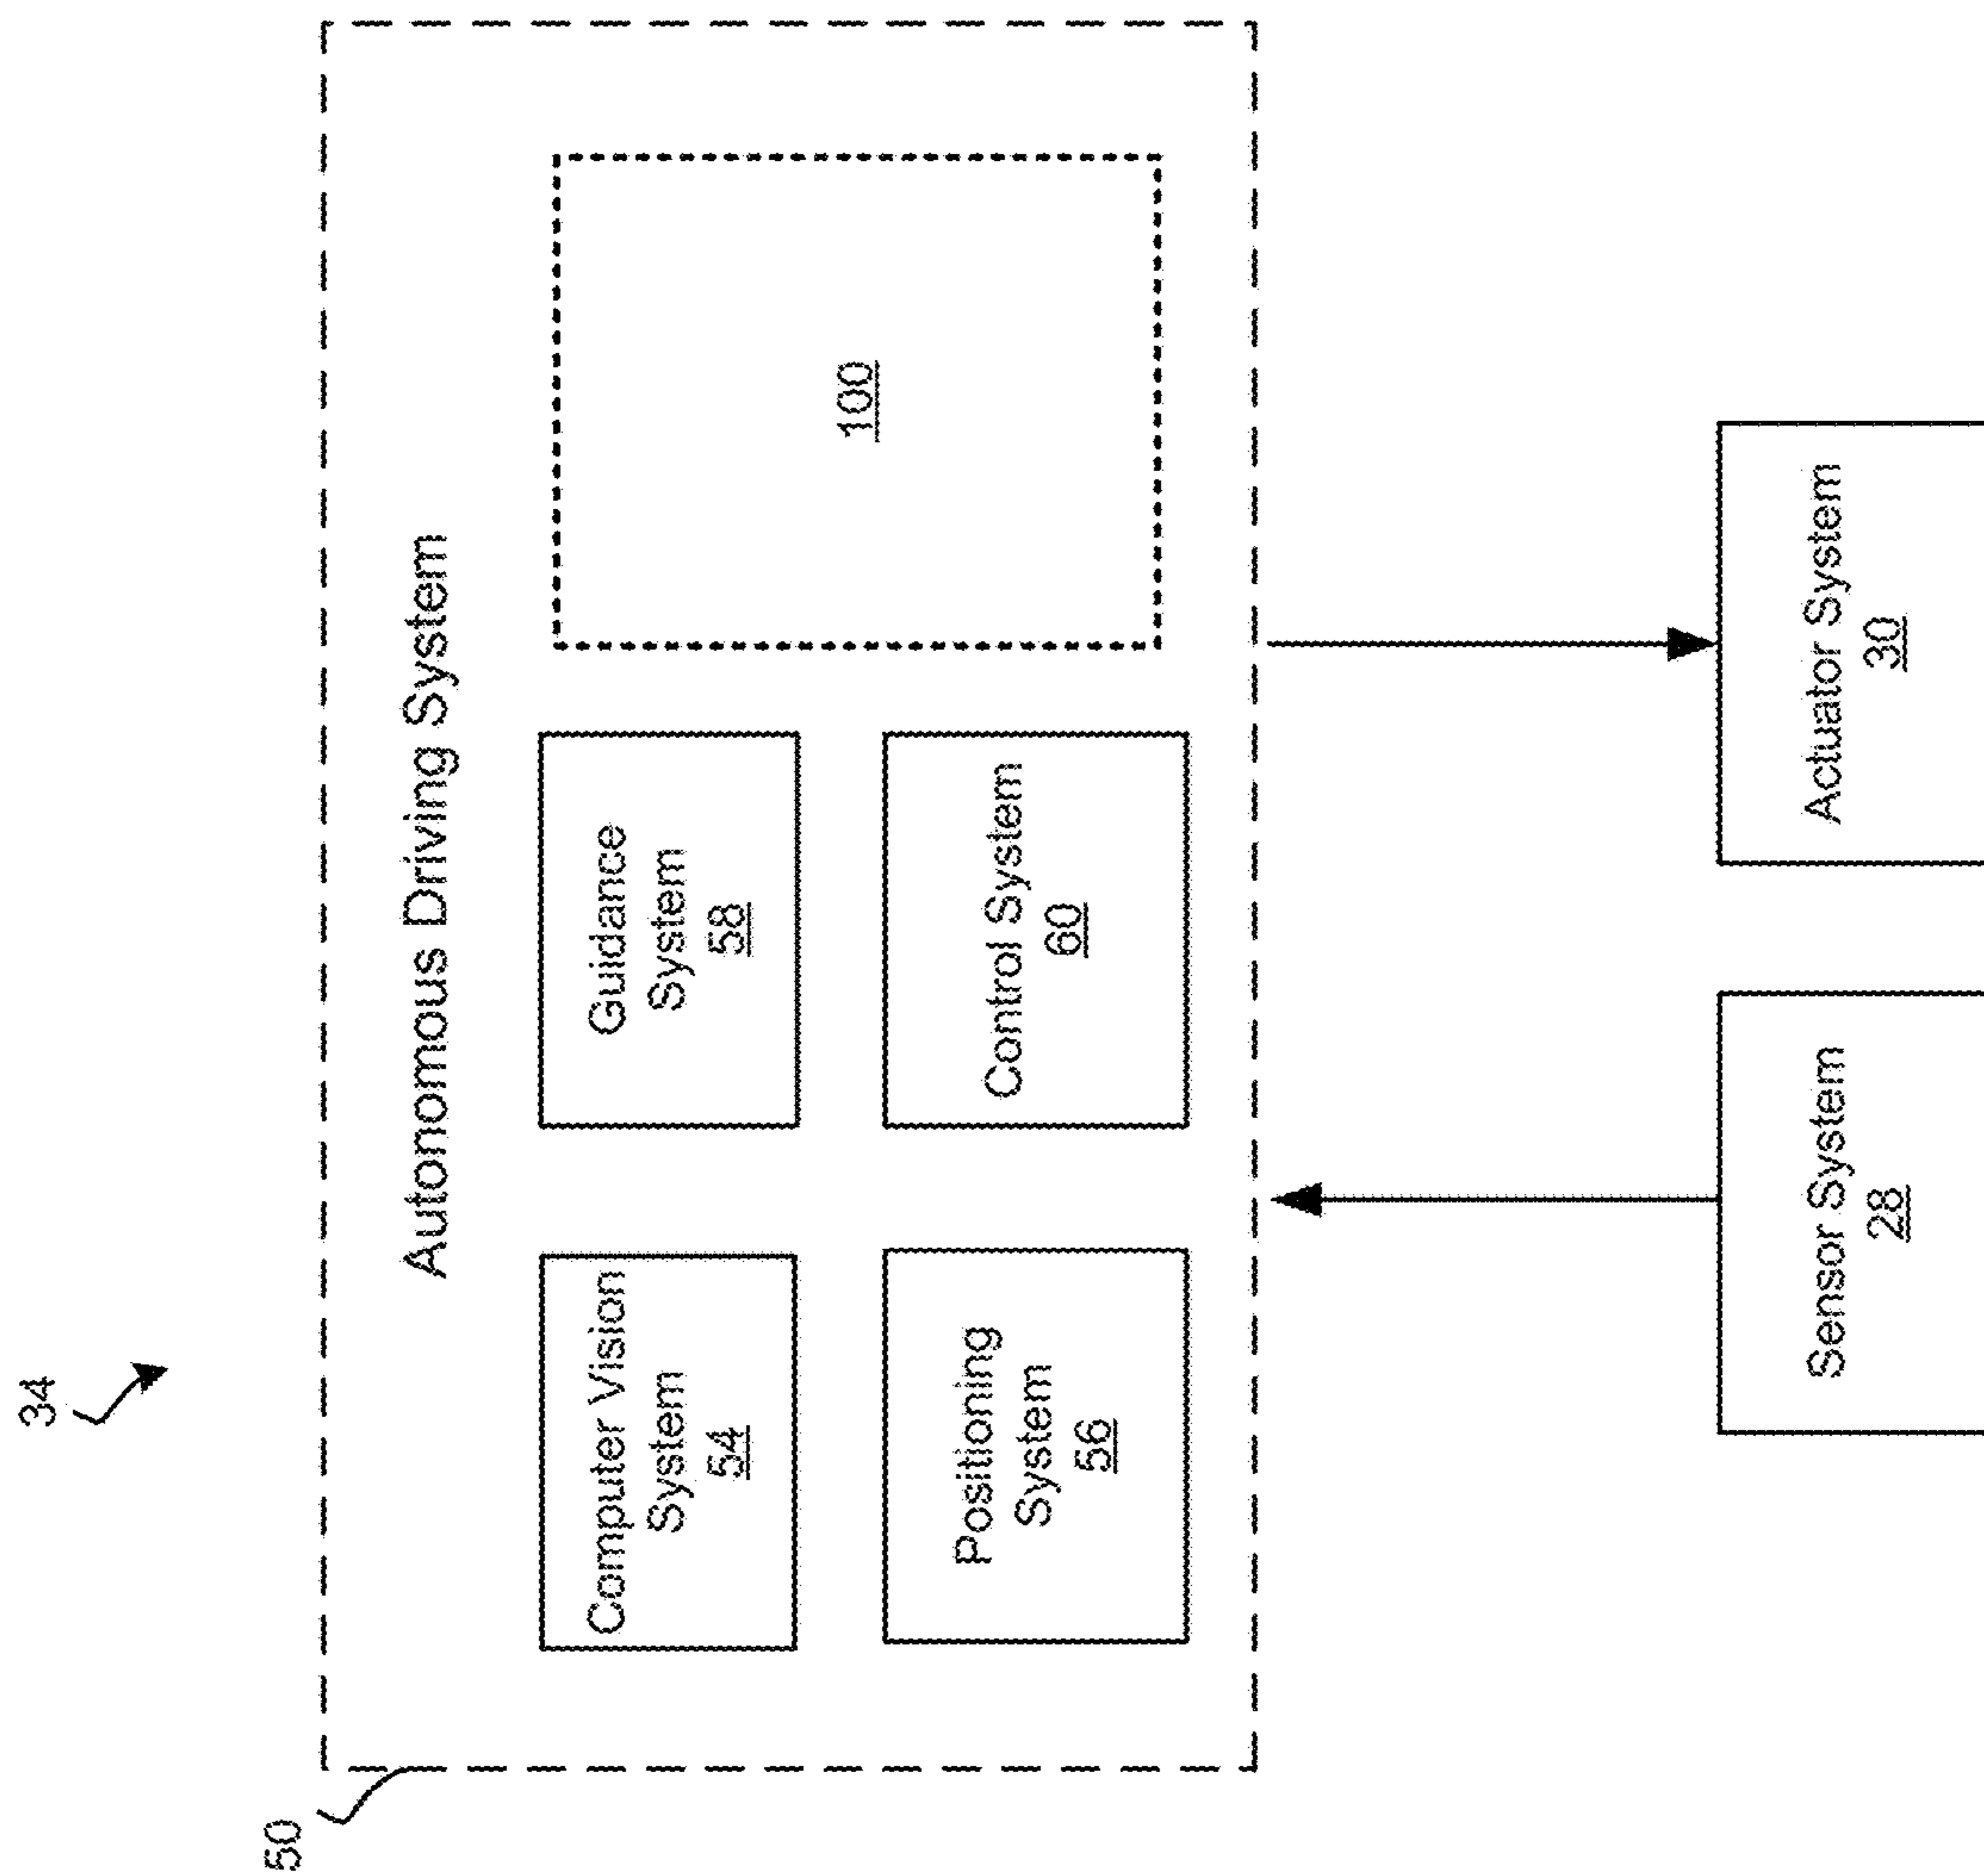 34
50
Autonomous Driving System
Computer Vision
System
54
Guidance
System
58
100
Positioning
System
56
Control System
60
Sensor System
28
Actuator System
30